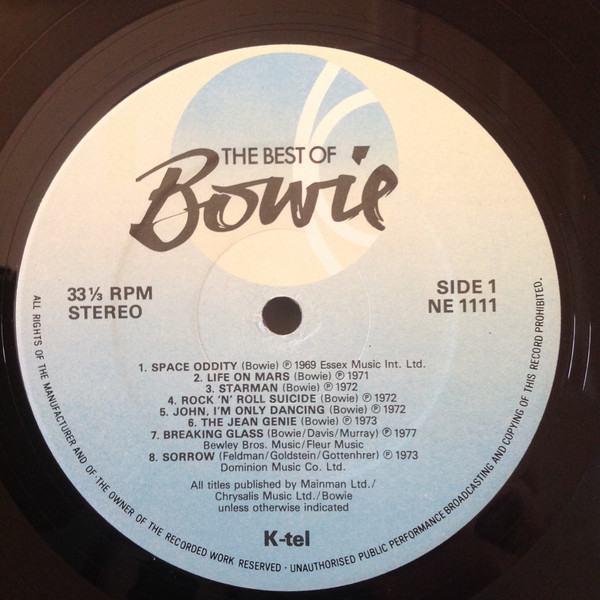 THE BEST OF
Bowie
33⅓ RPM
STEREO
SIDE 1
NE 1111
1. SPACE ODDITY (Bowie) ℗ 1969 Essex Music Int. Ltd.
2. LIFE ON MARS (Bowie) ℗ 1971
3. STARMAN (Bowie) ℗ 1972
4. ROCK 'N' ROLL SUICIDE (Bowie) ℗ 1972
5. JOHN, I'M ONLY DANCING (Bowie) ℗ 1972
6. THE JEAN GENIE (Bowie) ℗ 1973
7. BREAKING GLASS (Bowie/Davis/Murray) ℗ 1977
Bewley Bros. Music/Fleur Music
8. SORROW (Feldman/Goldstein/Gottenhrer) ℗ 1973
Dominion Music Co. Ltd.
All titles published by Mainman Ltd./
Chrysalis Music Ltd./Bowie
unless otherwise indicated
K-tel
ALL RIGHTS OF THE MANUFACTURER AND OF THE OWNER OF THE RECORDED WORK RESERVED · UNAUTHORISED PUBLIC PERFORMANCE BROADCASTING AND COPYING OF THIS RECORD PROHIBITED.